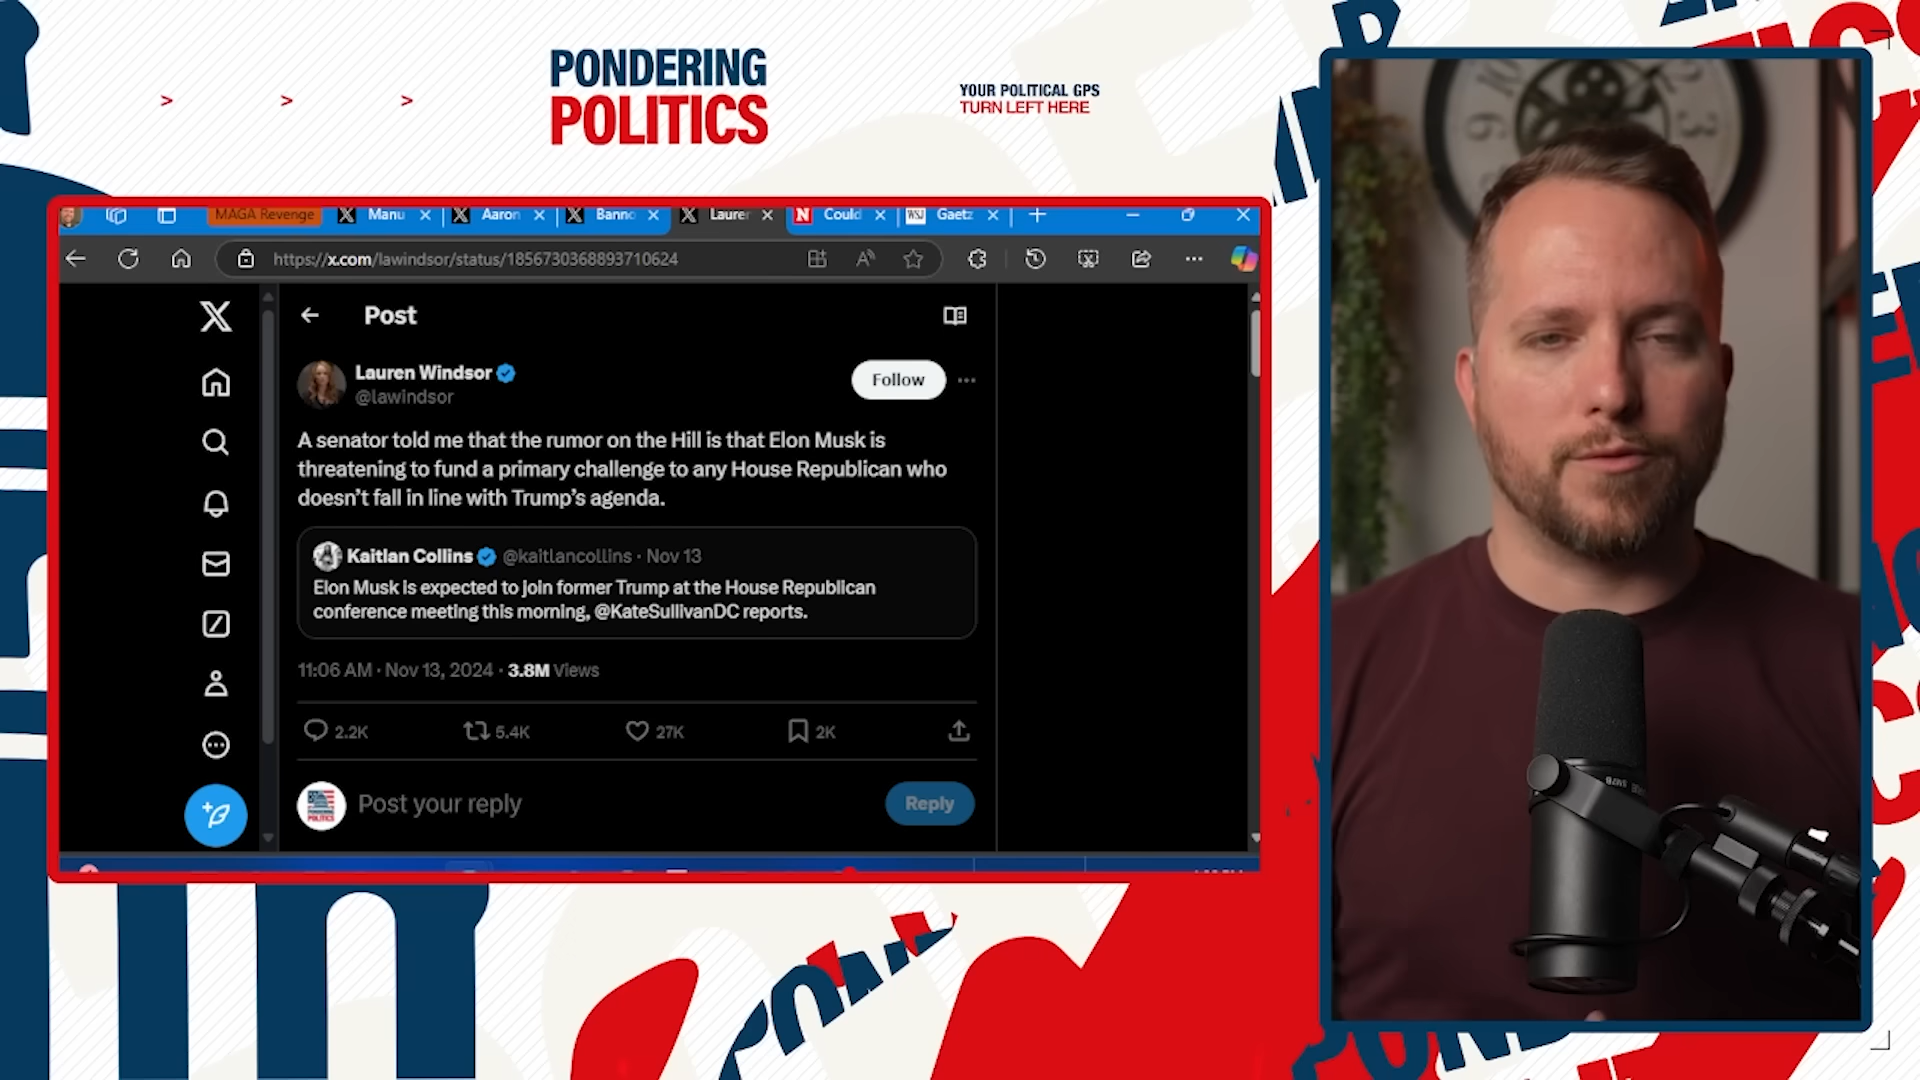 PONDERING
POLITICS
YOUR POLITICAL GPS
TURN LEFT HERE
MAGA Revenge
Manu
Aaron
Banno
Laurer
Could
WSJ
Gaetz
https://x.com/lawindsor/status/1856730368893710624
Post
Lauren Windsor
@lawindsor
Follow
A senator told me that the rumor on the Hill is that Elon Musk is
threatening to fund a primary challenge to any House Republican who
doesn't fall in line with Trump's agenda.
Kaitlan Collins @kaitlancollins · Nov 13
Elon Musk is expected to join former Trump at the House Republican
conference meeting this morning, @KateSullivanDC reports.
11:06 AM · Nov 13, 2024 · 3.8M Views
2.2K 5.4K 27K 2K
Post your reply
Reply